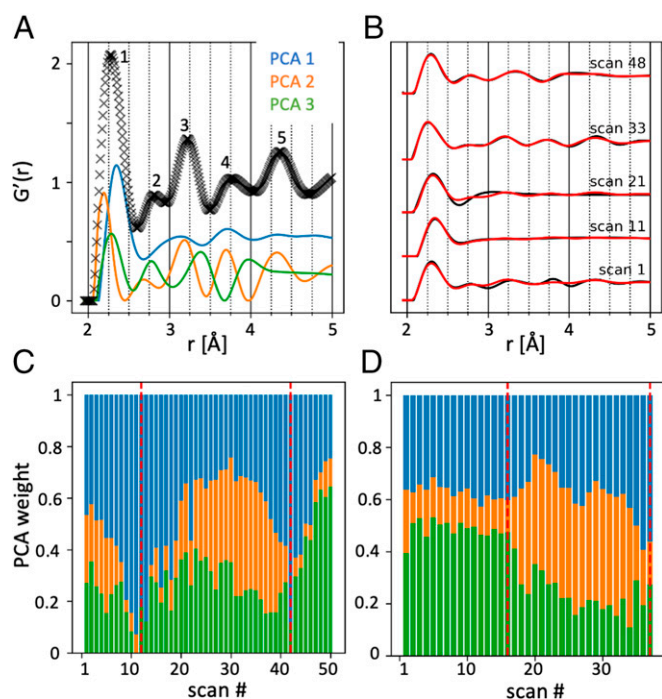 A
PCA 1
PCA 2
PCA 3
G'(r)
2
1
0
1
2
3
4
5
2
3
4
5
r [Å]
B
scan 48
scan 33
scan 21
scan 11
scan 1
2
3
4
5
r [Å]
C
PCA weight
1
0.8
0.6
0.4
0.2
0
1
10
20
30
40
50
scan #
D
1
0.8
0.6
0.4
0.2
0
1
10
20
30
scan #